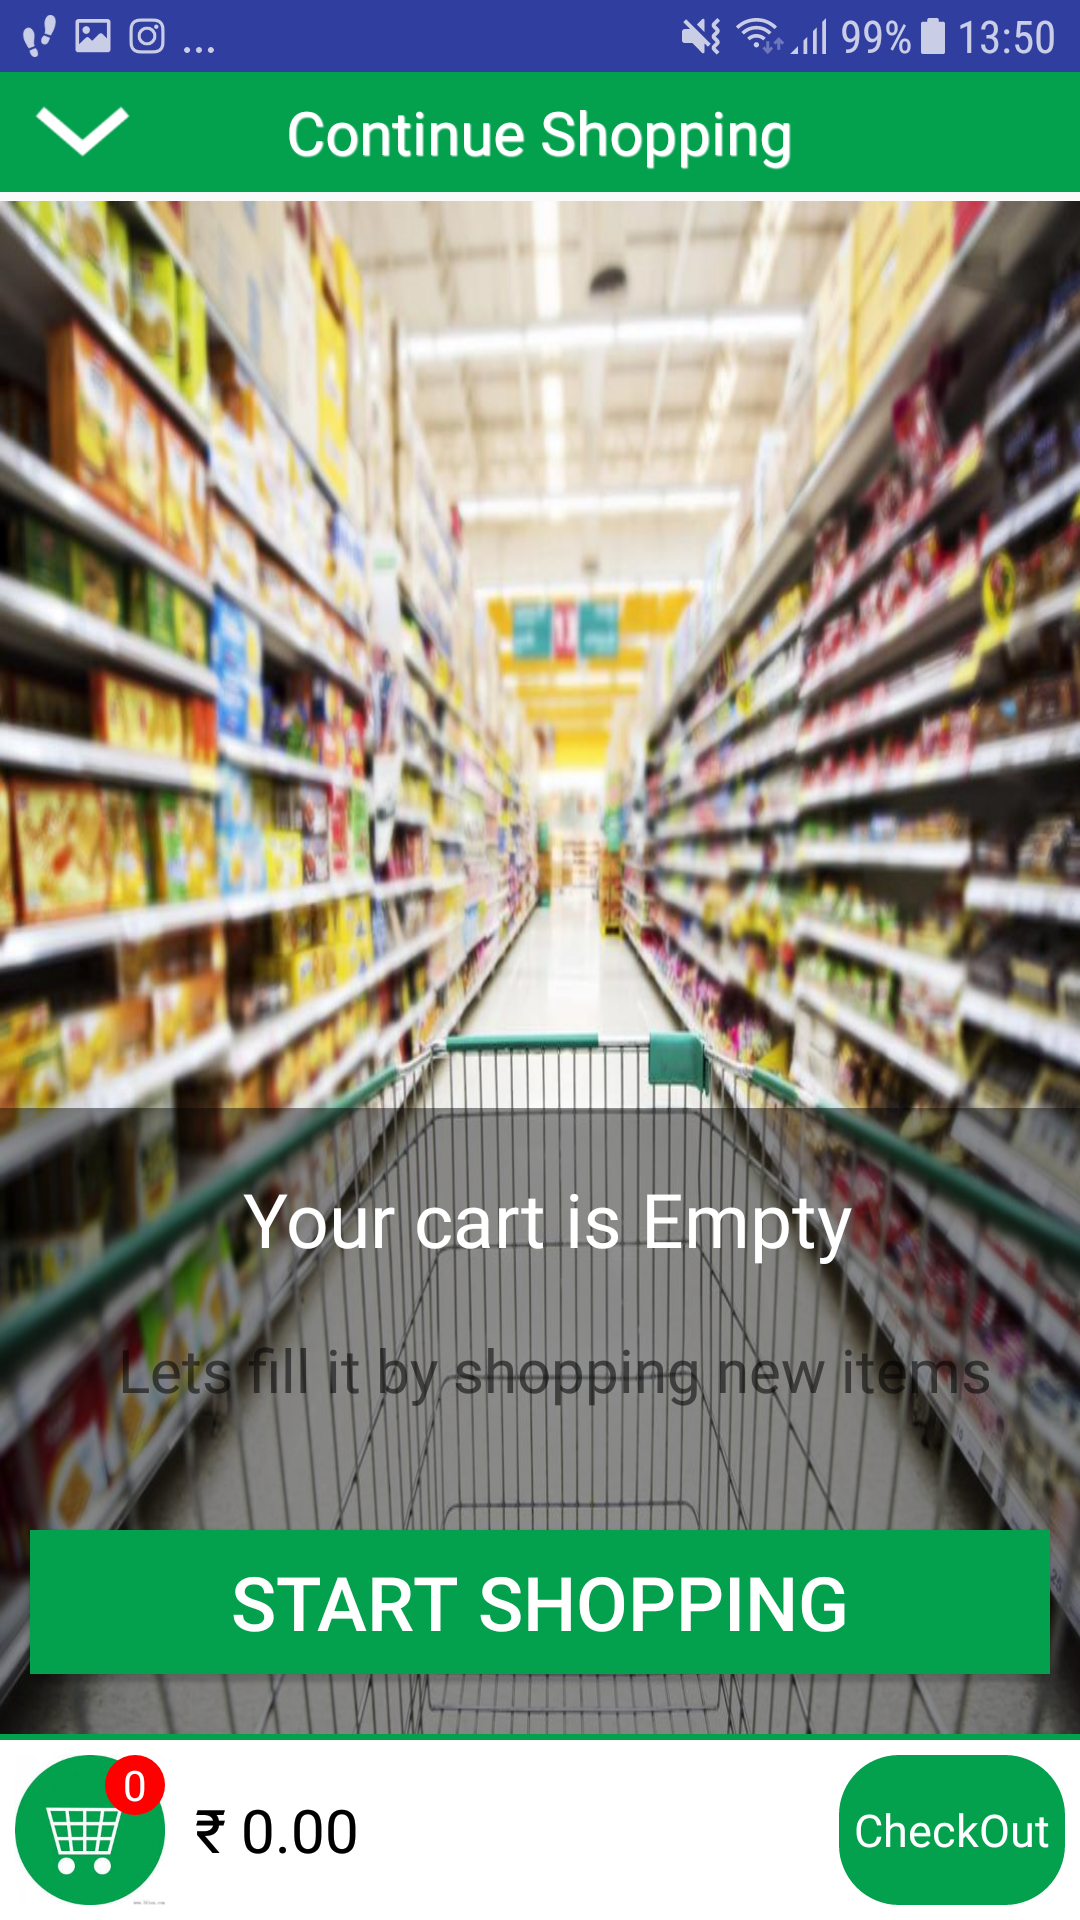 ... 99% 13:50
Continue Shopping
Your cart is Empty
Lets fill it by shopping new items
START SHOPPING
0
₹ 0.00
CheckOut